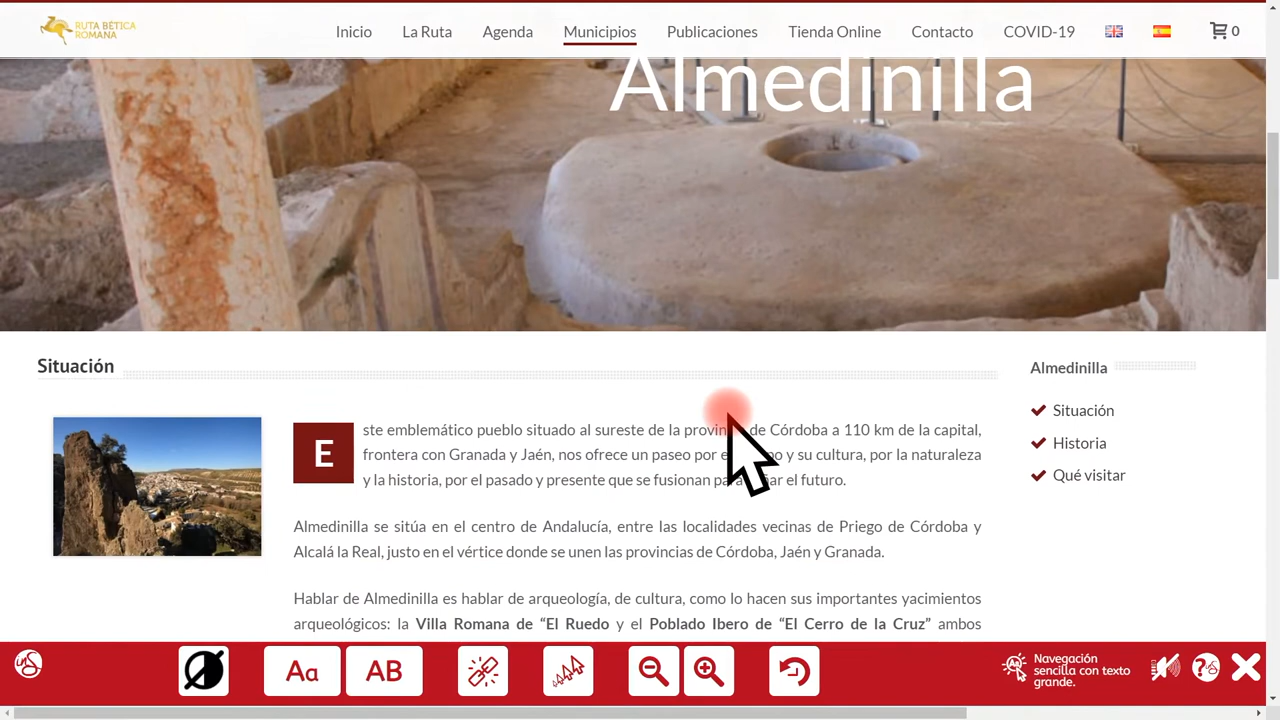 RUTA BÉTICA
ROMANA
Inicio La Ruta Agenda Municipios Publicaciones Tienda Online Contacto COVID-19 0
Almedinilla
Situación
Almedinilla
Situación
Historia
Qué visitar
Este emblemático pueblo situado al sureste de la de Córdoba a 110 km de la capital,
frontera con Granada y Jaén, nos ofrece un paseo por y su cultura, por la naturaleza
y la historia, por el pasado y presente que se fusionan el futuro.
Almedinilla se sitúa en el centro de Andalucía, entre las localidades vecinas de Priego de Córdoba y
Alcalá la Real, justo en el vértice donde se unen las provincias de Córdoba, Jaén y Granada.
Hablar de Almedinilla es hablar de arqueología, de cultura, como lo hacen sus importantes yacimientos
arqueológicos: la Villa Romana de “El Ruedo y el Poblado Ibero de “El Cerro de la Cruz” ambos
Aa AB
Navegación
sencilla con texto
grande.